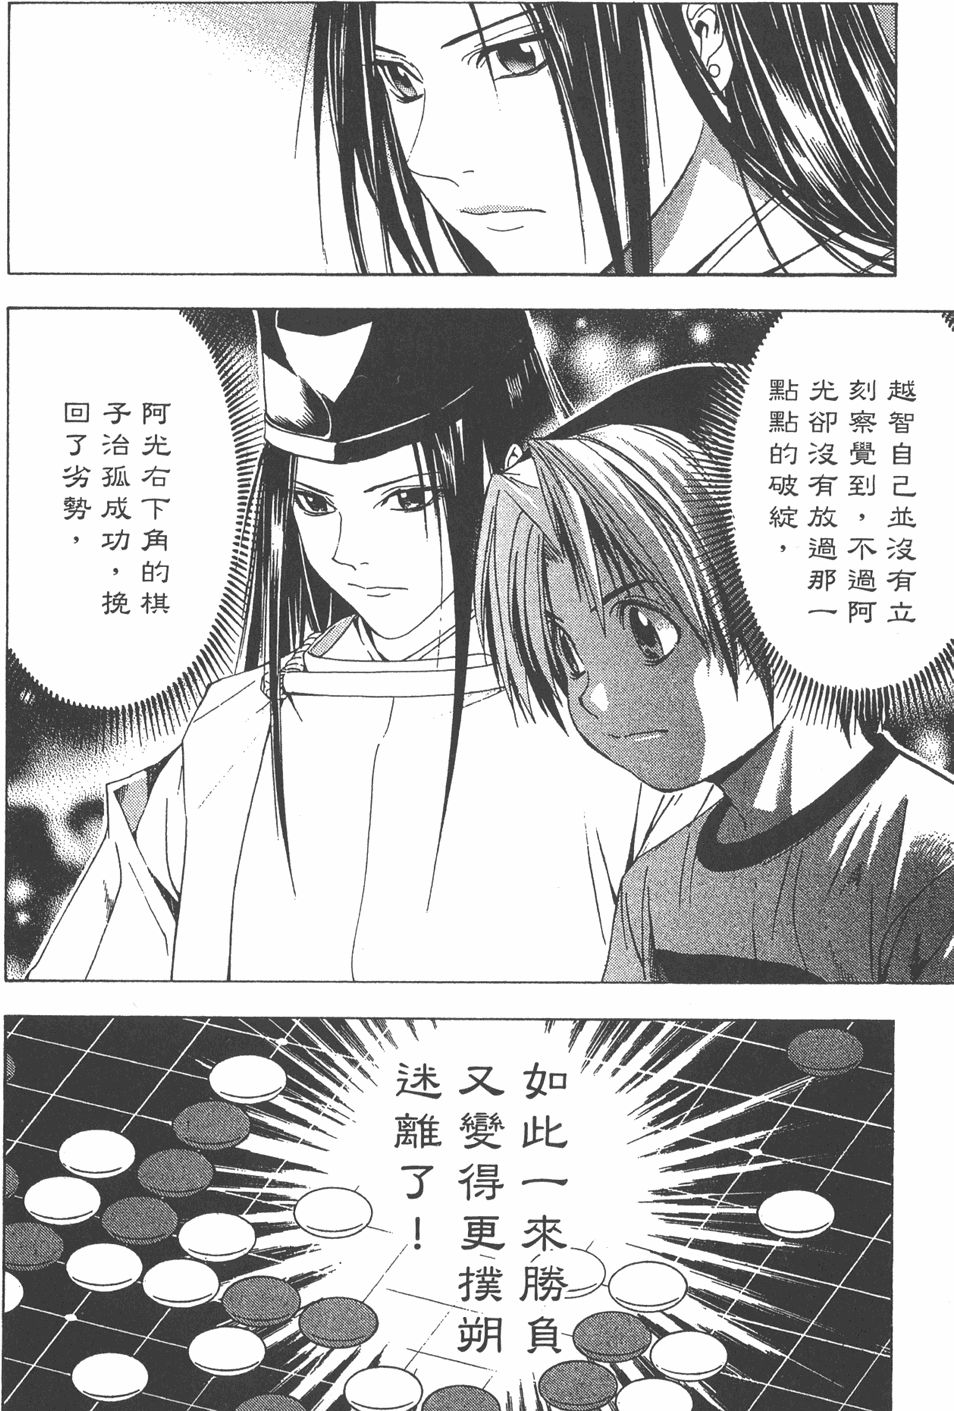 越智自己並沒有立
刻察覺到，不過阿
光卻沒有放過那一
點點的破綻，
阿光右下角的棋
子治孤成功，挽
回了劣勢，
如此一來勝負
又變得更撲朔
迷離了！